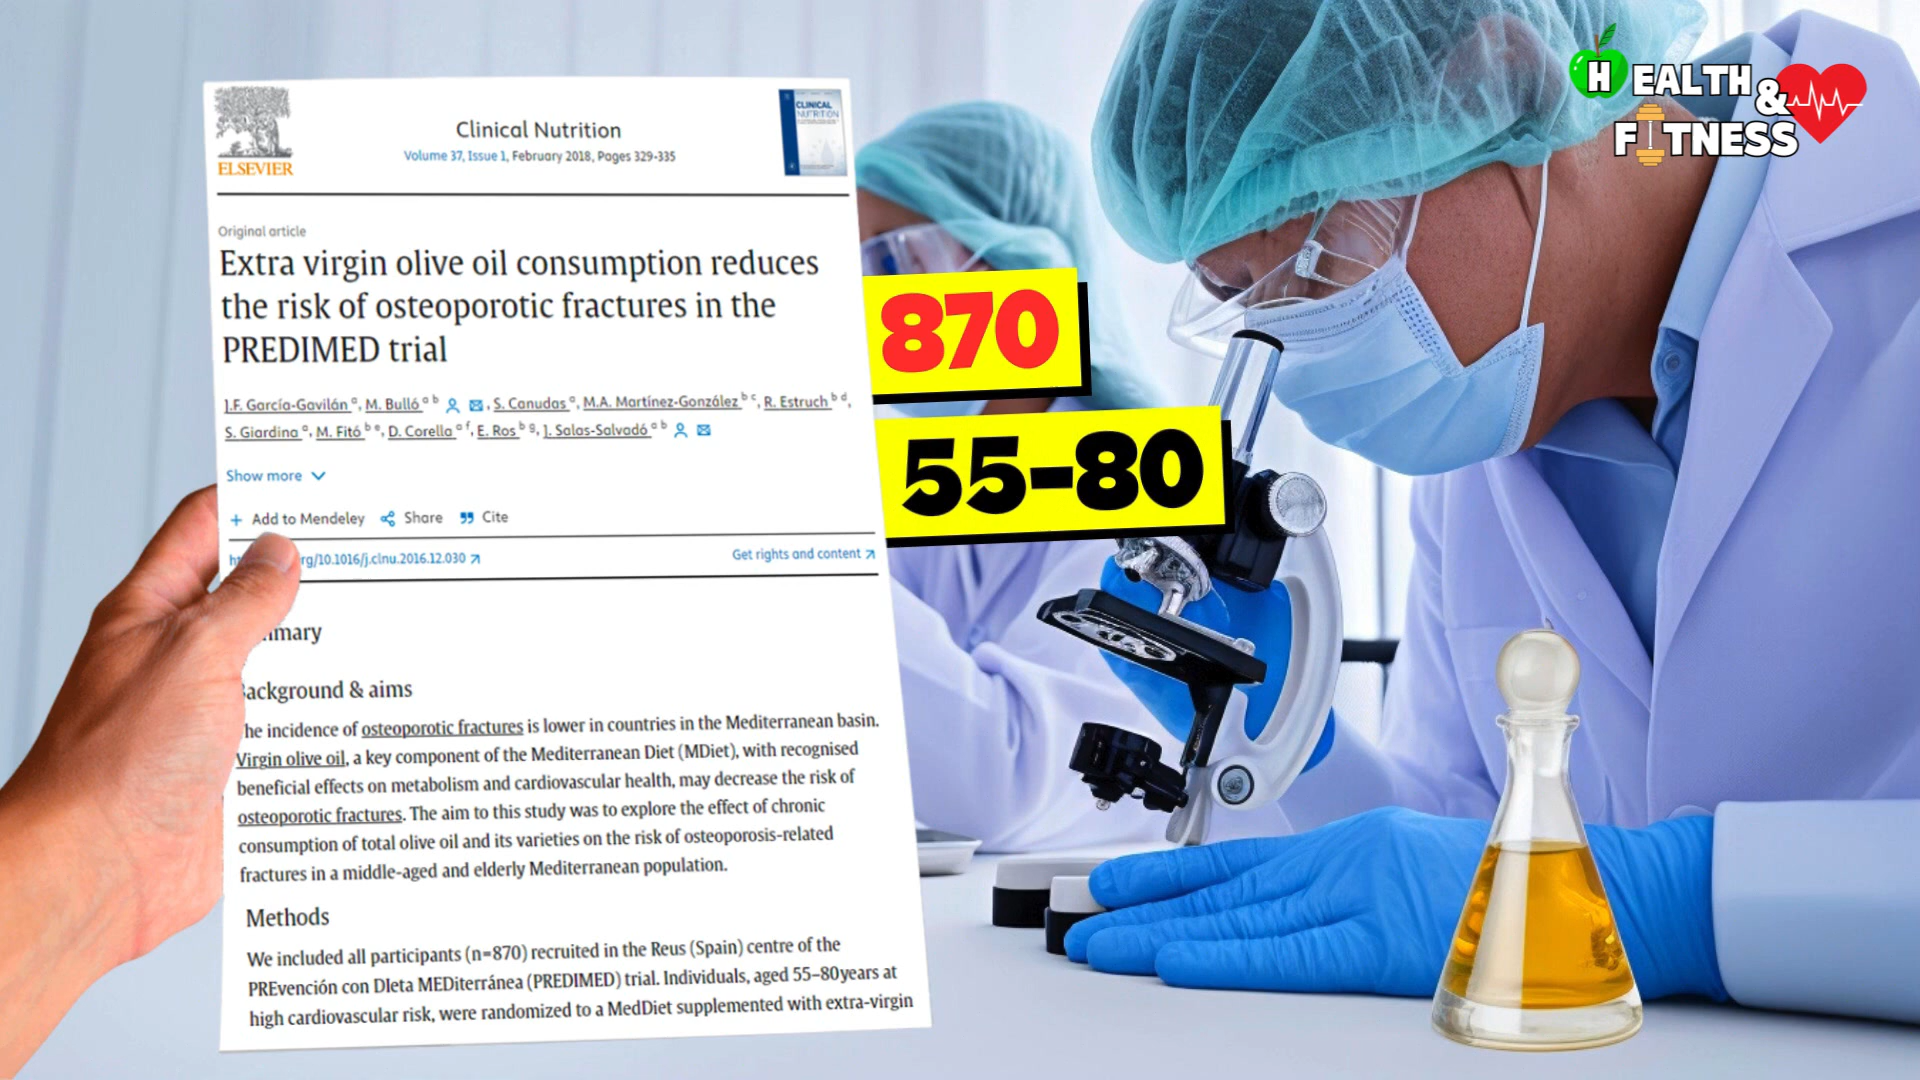 HEALTH &
FITNESS
CLINICAL
NUTRITION
ELSEVIER
Clinical Nutrition
Volume 37, Issue 1, February 2018, Pages 329-335
Original article
Extra virgin olive oil consumption reduces
the risk of osteoporotic fractures in the
PREDIMED trial
J.F. García-Gavilán a, M. Bulló a b, S. Canudas a, M.A. Martínez-González b c, R. Estruch b d,
S. Giardina a, M. Fitó b e, D. Corella a f, E. Ros b g, J. Salas-Salvadó a b
Show more
+ Add to Mendeley Share Cite
rg/10.1016/j.clnu.2016.12.030 Get rights and content
mmary
ackground & aims
he incidence of osteoporotic fractures is lower in countries in the Mediterranean basin.
Virgin olive oil, a key component of the Mediterranean Diet (MDiet), with recognised
beneficial effects on metabolism and cardiovascular health, may decrease the risk of
osteoporotic fractures. The aim to this study was to explore the effect of chronic
consumption of total olive oil and its varieties on the risk of osteoporosis-related
fractures in a middle-aged and elderly Mediterranean population.
Methods
We included all participants (n=870) recruited in the Reus (Spain) centre of the
PREvención con DIeta MEDiterránea (PREDIMED) trial. Individuals, aged 55–80years at
high cardiovascular risk, were randomized to a MedDiet supplemented with extra-virgin
870
55-80